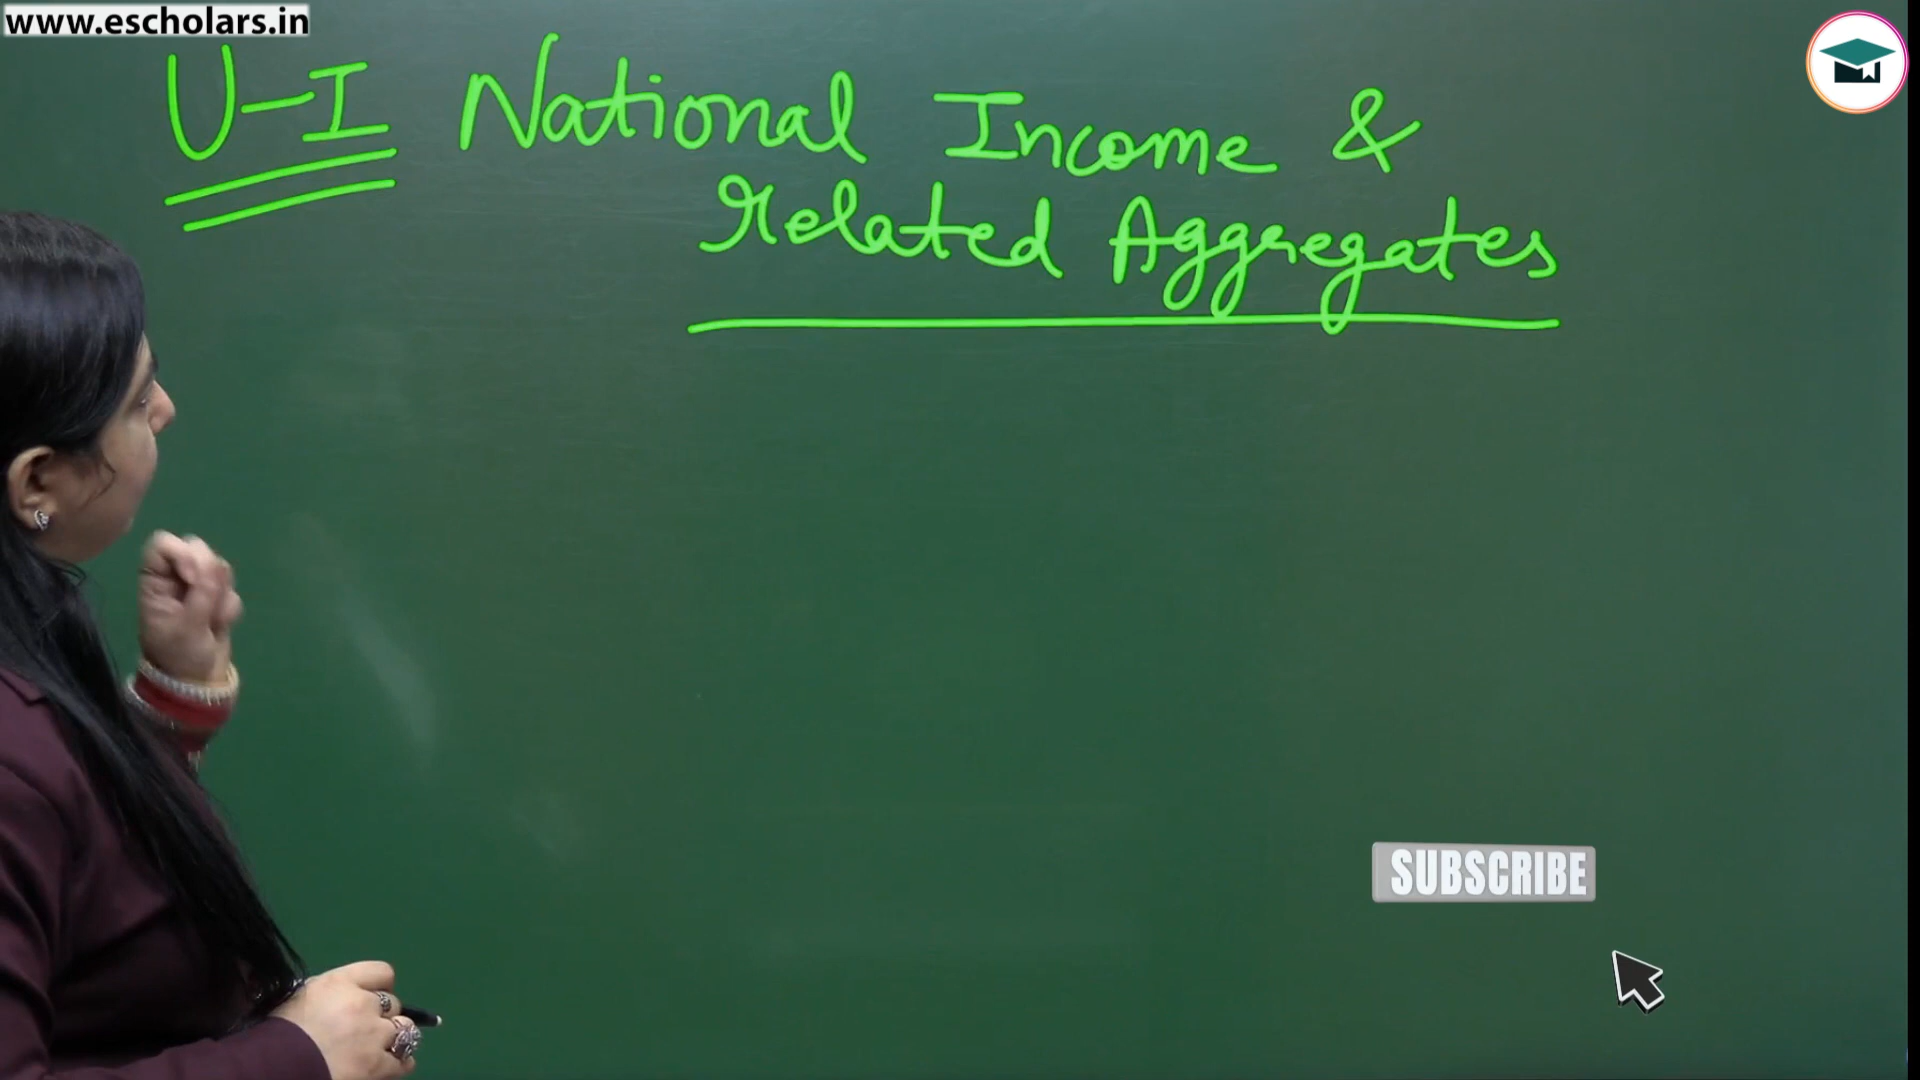 www.escholars.in
U-I National Income &
related Aggregates
SUBSCRIBE